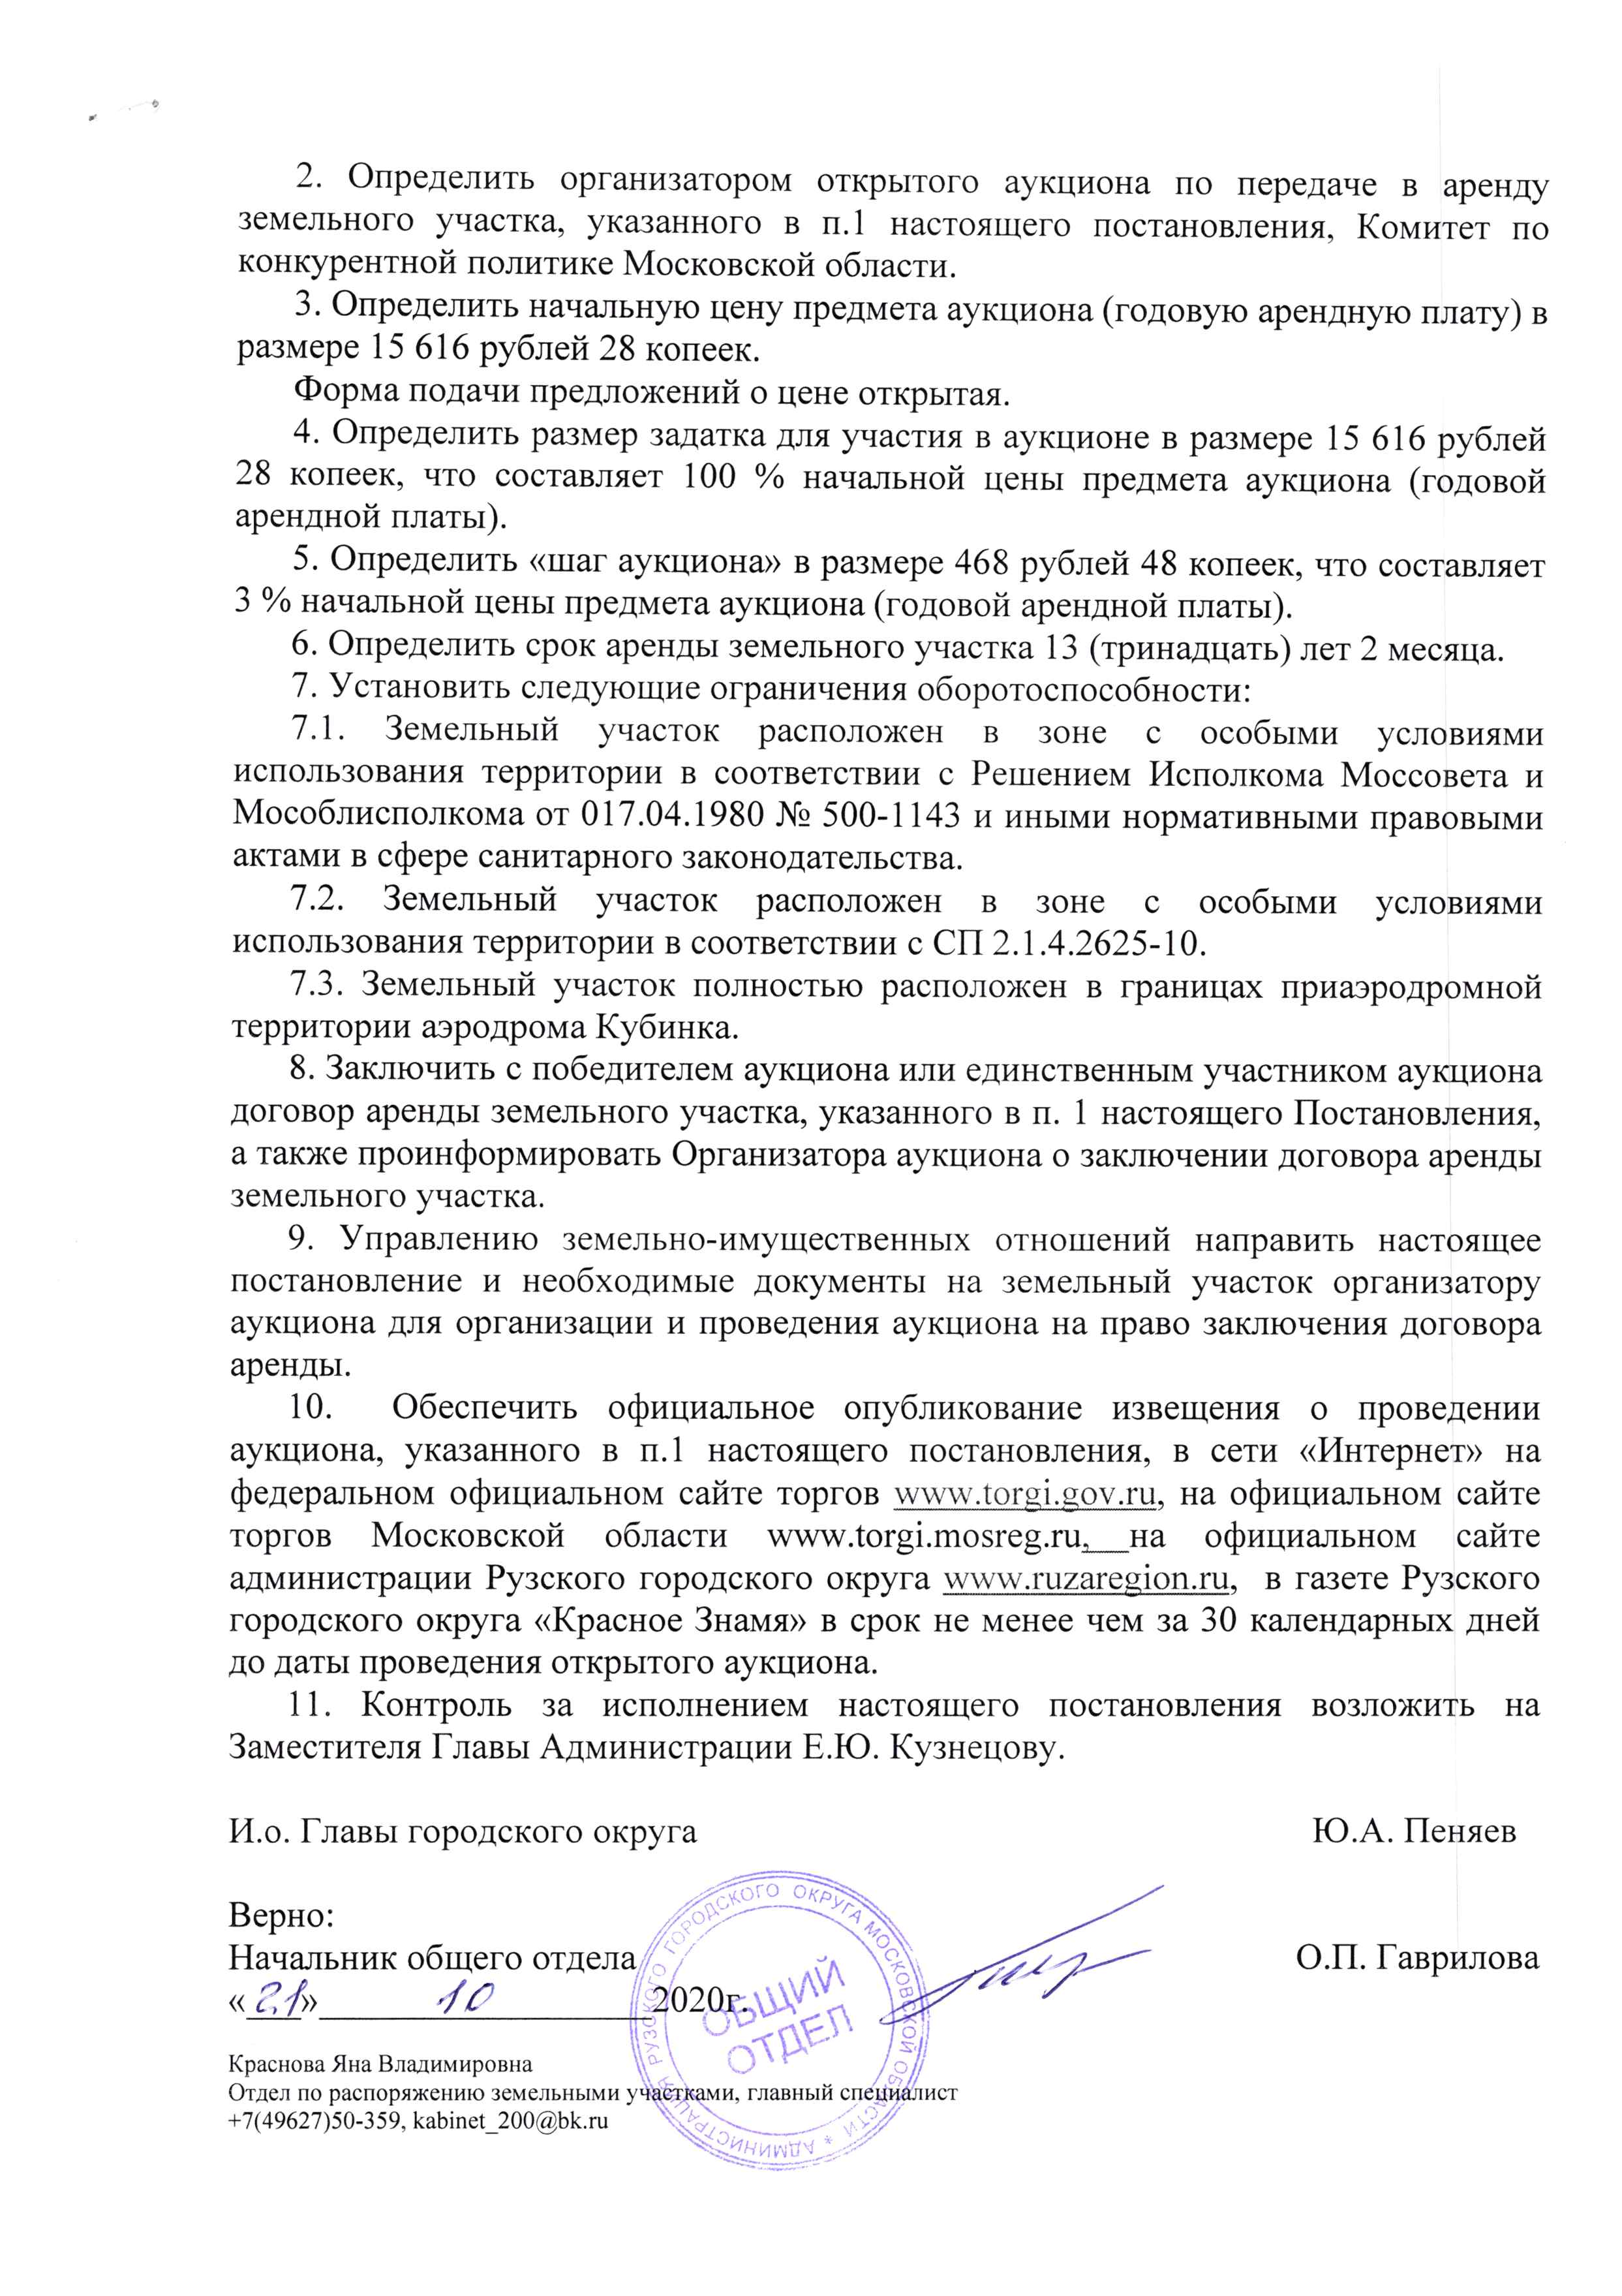 2. Определить организатором открытого аукциона по передаче в аренду
земельного участка, указанного в п.1 настоящего постановления, Комитет по
конкурентной политике Московской области.
3. Определить начальную цену предмета аукциона (годовую арендную плату) в
размере 15 616 рублей 28 копеек.
Форма подачи предложений о цене открытая.
4. Определить размер задатка для участия в аукционе в размере 15 616 рублей
28 копеек, что составляет 100 % начальной цены предмета аукциона (годовой
арендной платы).
5. Определить «шаг аукциона» в размере 468 рублей 48 копеек, что составляет
3 % начальной цены предмета аукциона (годовой арендной платы).
6. Определить срок аренды земельного участка 13 (тринадцать) лет 2 месяца.
7. Установить следующие ограничения оборотоспособности:
7.1. Земельный участок расположен в зоне с особыми условиями
использования территории в соответствии с Решением Исполкома Моссовета и
Мособлисполкома от 017.04.1980 № 500-1143 и иными нормативными правовыми
актами в сфере санитарного законодательства.
7.2. Земельный участок расположен в зоне с особыми условиями
использования территории в соответствии с СП 2.1.4.2625-10.
7.3. Земельный участок полностью расположен в границах приаэродромной
территории аэродрома Кубинка.
8. Заключить с победителем аукциона или единственным участником аукциона
договор аренды земельного участка, указанного в п. 1 настоящего Постановления,
а также проинформировать Организатора аукциона о заключении договора аренды
земельного участка.
9. Управлению земельно-имущественных отношений направить настоящее
постановление и необходимые документы на земельный участок организатору
аукциона для организации и проведения аукциона на право заключения договора
аренды.
10. Обеспечить официальное опубликование извещения о проведении
аукциона, указанного в п.1 настоящего постановления, в сети «Интернет» на
федеральном официальном сайте торгов www.torgi.gov.ru, на официальном сайте
торгов Московской области www.torgi.mosreg.ru, на официальном сайте
администрации Рузского городского округа www.ruzaregion.ru, в газете Рузского
городского округа «Красное Знамя» в срок не менее чем за 30 календарных дней
до даты проведения открытого аукциона.
11. Контроль за исполнением настоящего постановления возложить на
Заместителя Главы Администрации Е.Ю. Кузнецову.
И.о. Главы городского округа Ю.А. Пеняев
Верно:
Начальник общего отдела О.П. Гаврилова
«21» 10 2020г.
АДМИНИСТРАЦИЯ РУЗСКОГО ГОРОДСКОГО ОКРУГА МОСКОВСКОЙ ОБЛАСТИ *
ОБЩИЙ
ОТДЕЛ
Краснова Яна Владимировна
Отдел по распоряжению земельными участками, главный специалист
+7(49627)50-359, kabinet_200@bk.ru